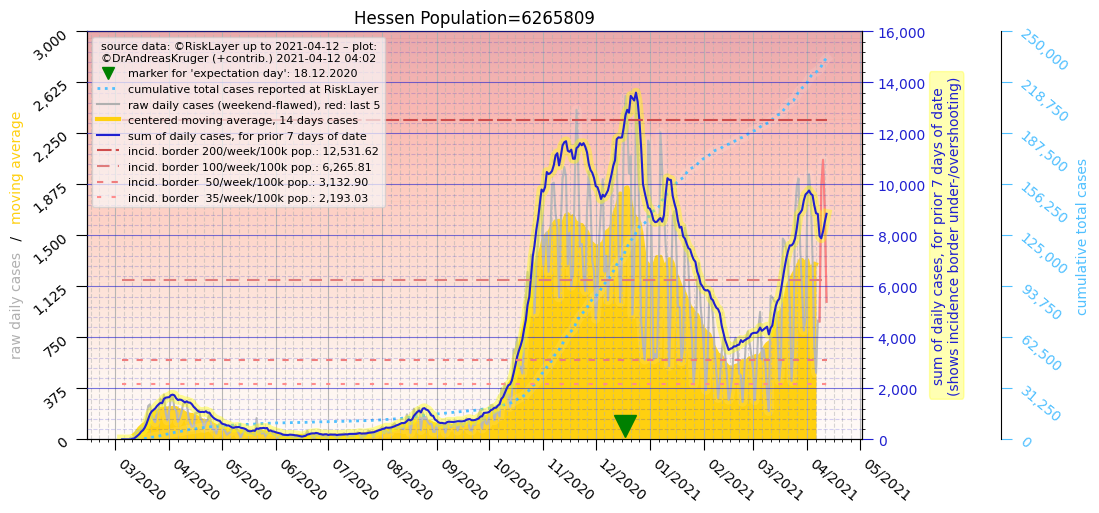 Hessen Population=6265809
source data: ©RiskLayer up to 2021-04-12 – plot:
©DrAndreasKruger (+contrib.) 2021-04-12 04:02
marker for 'expectation day': 18.12.2020
cumulative total cases reported at RiskLayer
raw daily cases (weekend-flawed), red: last 5
centered moving average, 14 days cases
sum of daily cases, for prior 7 days of date
incid. border 200/week/100k pop.: 12,531.62
incid. border 100/week/100k pop.: 6,265.81
incid. border  50/week/100k pop.: 3,132.90
incid. border  35/week/100k pop.: 2,193.03
raw daily cases / moving average
3,000
2,625
2,250
1,875
1,500
1,125
750
375
0
03/2020
04/2020
05/2020
06/2020
07/2020
08/2020
09/2020
10/2020
11/2020
12/2020
01/2021
02/2021
03/2021
04/2021
05/2021
16,000
14,000
12,000
10,000
8,000
6,000
4,000
2,000
0
sum of daily cases, for prior 7 days of date
(shows incidence border under-/overshooting)
250,000
218,750
187,500
156,250
125,000
93,750
62,500
31,250
0
cumulative total cases